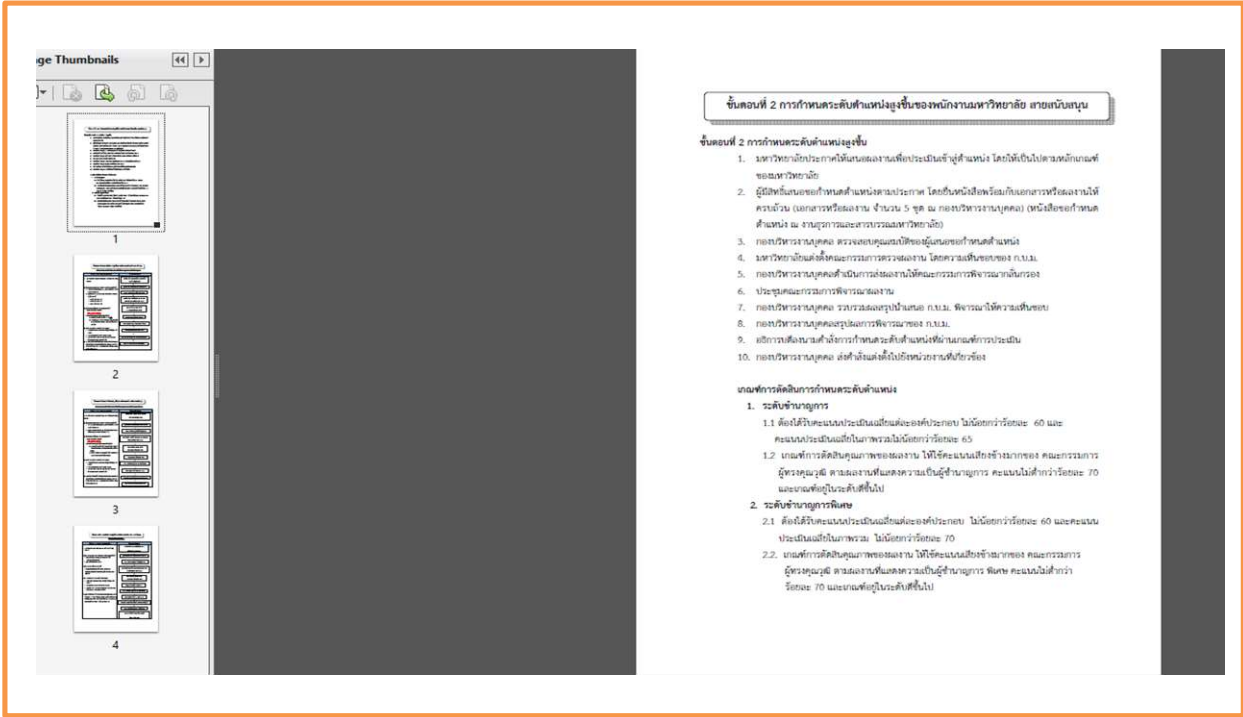 ge Thumbnails
1
2
3
4
ขั้นตอนที่ 2 การกำหนดระดับตำแหน่งสูงขึ้นของพนักงานมหาวิทยาลัย สายสนับสนุน
ขั้นตอนที่ 2 การกำหนดระดับตำแหน่งสูงขึ้น
1. มหาวิทยาลัยประกาศให้เสนอผลงานเพื่อประเมินเข้าสู่ตำแหน่ง โดยให้เป็นไปตามหลักเกณฑ์
ของมหาวิทยาลัย
2. ผู้มีสิทธิ์เสนอขอกำหนดตำแหน่งตามประกาศ โดยยื่นหนังสือพร้อมกับเอกสารหรือผลงานให้
ครบถ้วน (เอกสารหรือผลงาน จำนวน 5 ชุด ณ กองบริหารงานบุคคล) (หนังสือขอกำหนด
ตำแหน่ง ณ งานธุรการและสารบรรณมหาวิทยาลัย)
3. กองบริหารงานบุคคล ตรวจสอบคุณสมบัติของผู้เสนอขอกำหนดตำแหน่ง
4. มหาวิทยาลัยแต่งตั้งคณะกรรมการตรวจผลงาน โดยความเห็นชอบของ ก.บ.ม.
5. กองบริหารงานบุคคลดำเนินการส่งผลงานให้คณะกรรมการพิจารณากลั่นกรอง
6. ประชุมคณะกรรมการพิจารณาผลงาน
7. กองบริหารงานบุคคล รวบรวมผลสรุปนำเสนอ ก.บ.ม. พิจารณาให้ความเห็นชอบ
8. กองบริหารงานบุคคลสรุปผลการพิจารณาของ ก.บ.ม.
9. อธิการบดีลงนามคำสั่งการกำหนดระดับตำแหน่งที่ผ่านเกณฑ์การประเมิน
10. กองบริหารงานบุคคล ส่งคำสั่งแต่งตั้งไปยังหน่วยงานที่เกี่ยวข้อง
เกณฑ์การตัดสินการกำหนดระดับตำแหน่ง
1. ระดับชำนาญการ
1.1 ต้องได้รับคะแนนประเมินเฉลี่ยแต่ละองค์ประกอบ ไม่น้อยกว่าร้อยละ 60 และ
คะแนนประเมินเฉลี่ยในภาพรวมไม่น้อยกว่าร้อยละ 65
1.2 เกณฑ์การตัดสินคุณภาพของผลงาน ให้ใช้คะแนนเสียงข้างมากของ คณะกรรมการ
ผู้ทรงคุณวุฒิ ตามผลงานที่แสดงความเป็นผู้ชำนาญการ คะแนนไม่ต่ำกว่าร้อยละ 70
และเกณฑ์อยู่ในระดับดีขึ้นไป
2. ระดับชำนาญการพิเศษ
2.1 ต้องได้รับคะแนนประเมินเฉลี่ยแต่ละองค์ประกอบ ไม่น้อยกว่าร้อยละ 60 และคะแนน
ประเมินเฉลี่ยในภาพรวม ไม่น้อยกว่าร้อยละ 70
2.2. เกณฑ์การตัดสินคุณภาพของผลงาน ให้ใช้คะแนนเสียงข้างมากของ คณะกรรมการ
ผู้ทรงคุณวุฒิ ตามผลงานที่แสดงความเป็นผู้ชำนาญการ พิเศษ คะแนนไม่ต่ำกว่า
ร้อยละ 70 และเกณฑ์อยู่ในระดับดีขึ้นไป